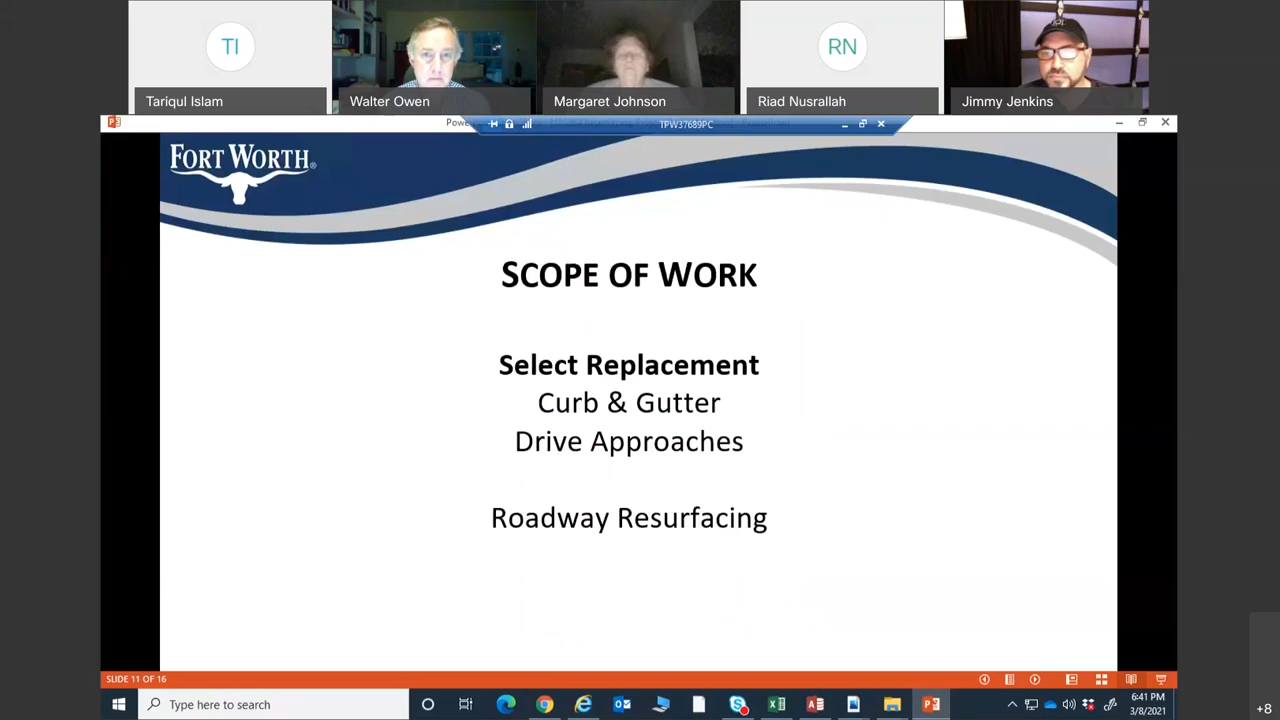 TI
RN
Tariqul Islam
Walter Owen
Margaret Johnson
Riad Nusrallah
Jimmy Jenkins
TPW37689PC
FORT WORTH®
SCOPE OF WORK
Select Replacement
Curb & Gutter
Drive Approaches
Roadway Resurfacing
SLIDE 11 OF 16
Type here to search
6:41 PM
3/8/2021
+8